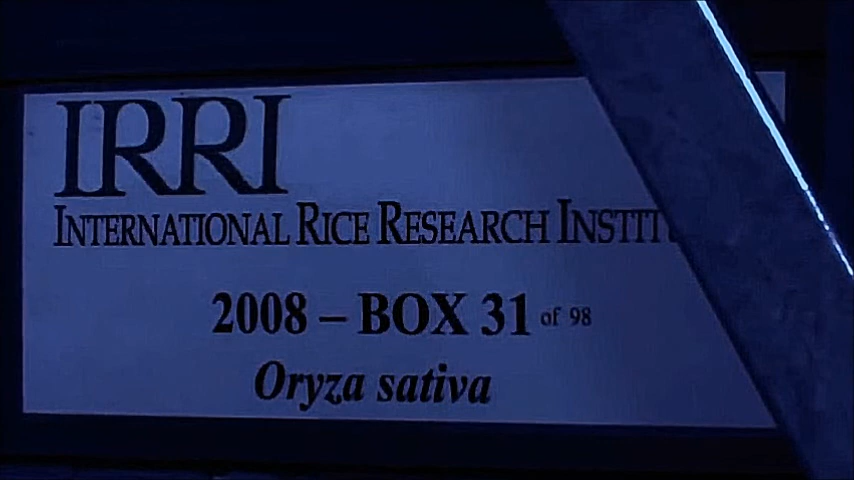 IRRI
INTERNATIONAL RICE RESEARCH INSTIT
2008 – BOX 31 of 98
Oryza sativa